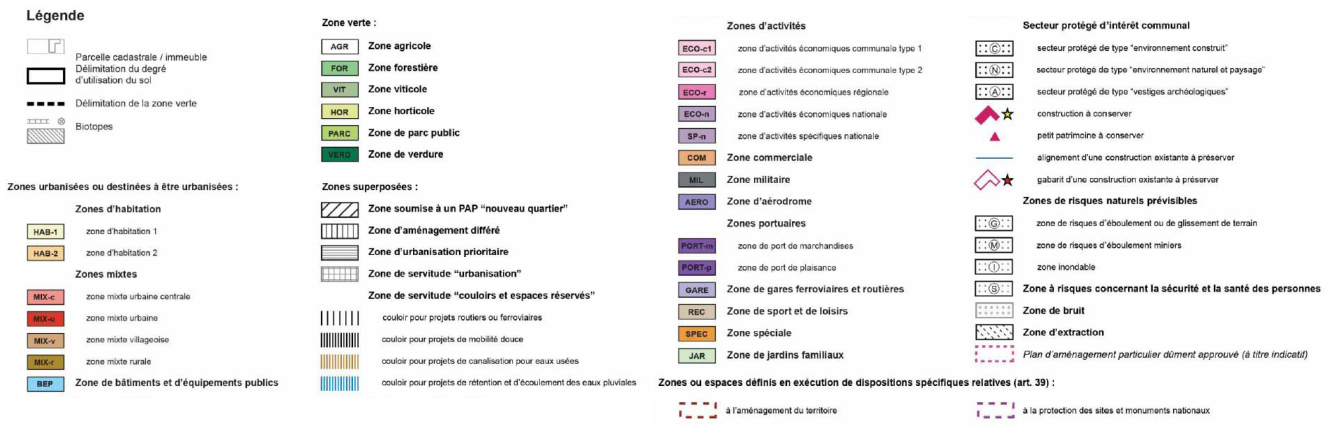 Légende
Parcelle cadastrale / immeuble
Délimitation du degré
d'utilisation du sol
Délimitation de la zone verte
Biotopes
Zones urbanisées ou destinées à être urbanisées :
Zones d'habitation
HAB-1 zone d'habitation 1
HAB-2 zone d'habitation 2
Zones mixtes
MIX-c zone mixte urbaine centrale
MIX-u zone mixte urbaine
MIX-v zone mixte villageoise
MIX-r zone mixte rurale
BEP Zone de bâtiments et d'équipements publics
Zone verte :
AGR Zone agricole
FOR Zone forestière
VIT Zone viticole
HOR Zone horticole
PARC Zone de parc public
VERD Zone de verdure
Zones superposées :
Zone soumise à un PAP "nouveau quartier"
Zone d'aménagement différé
Zone d'urbanisation prioritaire
Zone de servitude "urbanisation"
Zone de servitude "couloirs et espaces réservés"
couloir pour projets routiers ou ferroviaires
couloir pour projets de mobilité douce
couloir pour projets de canalisation pour eaux usées
couloir pour projets de rétention et d'écoulement des eaux pluviales
Zones d'activités
ECO-c1 zone d'activités économiques communale type 1
ECO-c2 zone d'activités économiques communale type 2
ECO-r zone d'activités économiques régionale
ECO-n zone d'activités économiques nationale
SP-n zone d'activités spécifiques nationale
COM Zone commerciale
MIL Zone militaire
AERO Zone d'aérodrome
Zones portuaires
PORT-m zone de port de marchandises
PORT-p zone de port de plaisance
GARE Zone de gares ferroviaires et routières
REC Zone de sport et de loisirs
SPEC Zone spéciale
JAR Zone de jardins familiaux
Secteur protégé d'intérêt communal
C secteur protégé de type "environnement construit"
N secteur protégé de type "environnement naturel et paysage"
A secteur protégé de type "vestiges archéologiques"
construction à conserver
petit patrimoine à conserver
alignement d'une construction existante à préserver
gabarit d'une construction existante à préserver
Zones de risques naturels prévisibles
G zone de risques d'éboulement ou de glissement de terrain
M zone de risques d'éboulement miniers
I zone inondable
S Zone à risques concernant la sécurité et la santé des personnes
Zone de bruit
Zone d'extraction
Plan d'aménagement particulier dûment approuvé (à titre indicatif)
Zones ou espaces définis en exécution de dispositions spécifiques relatives (art. 39) :
à l'aménagement du territoire
à la protection des sites et monuments nationaux